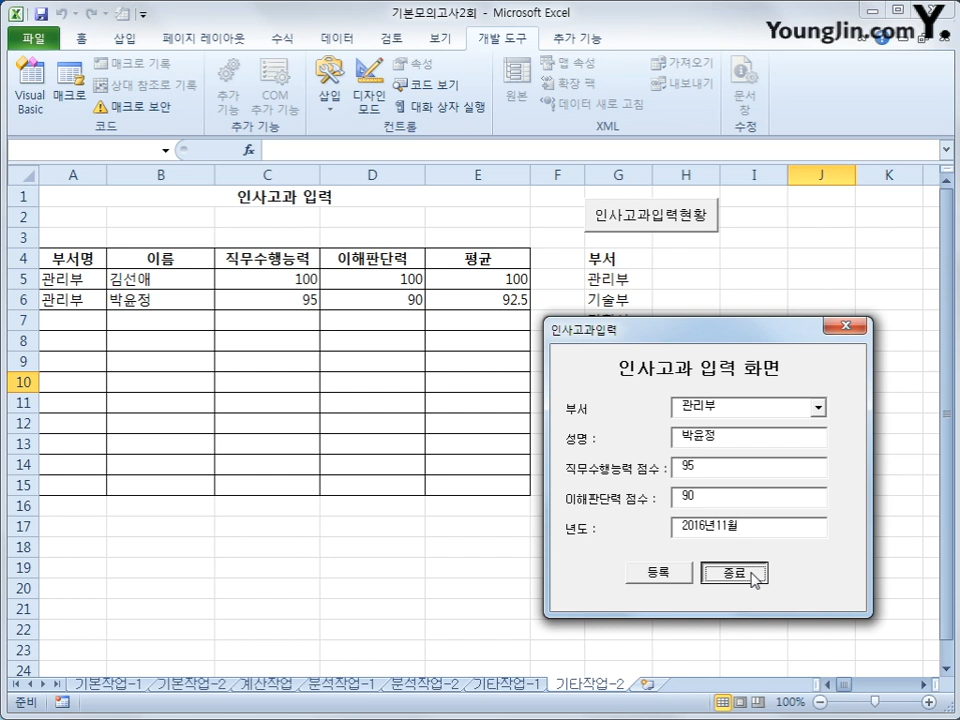 기본모의고사2회 - Microsoft Excel
Younglin.com Y.
파일 홈 삽입 페이지 레이아웃 수식 데이터 검토 보기 개발 도구 추가 기능
Visual Basic
매크로
매크로 기록
상대 참조로 기록
매크로 보안
코드
추가 기능
COM 추가 기능
추가 기능
삽입
디자인 모드
속성
코드 보기
대화 상자 실행
컨트롤
원본
맵 속성
확장 팩
데이터 새로 고침
가져오기
내보내기
XML
문서 창
수정
fx
A B C D E F G H I J K
1 인사고과 입력 인사고과입력현황
2
3
4 부서명 이름 직무수행능력 이해판단력 평균 부서
5 관리부 김선애 100 100 100 관리부
6 관리부 박윤정 95 90 92.5 기술부
7
8
9
10
11
12
13
14
15
16
17
18
19
20
21
22
23
24
인사고과입력
인사고과 입력 화면
부서 관리부
성명 : 박윤정
직무수행능력 점수 : 95
이해판단력 점수 : 90
년도 : 2016년11월
등록 종료
기본작업-1 기본작업-2 계산작업 분석작업-1 분석작업-2 기타작업-1 기타작업-2
준비 100%